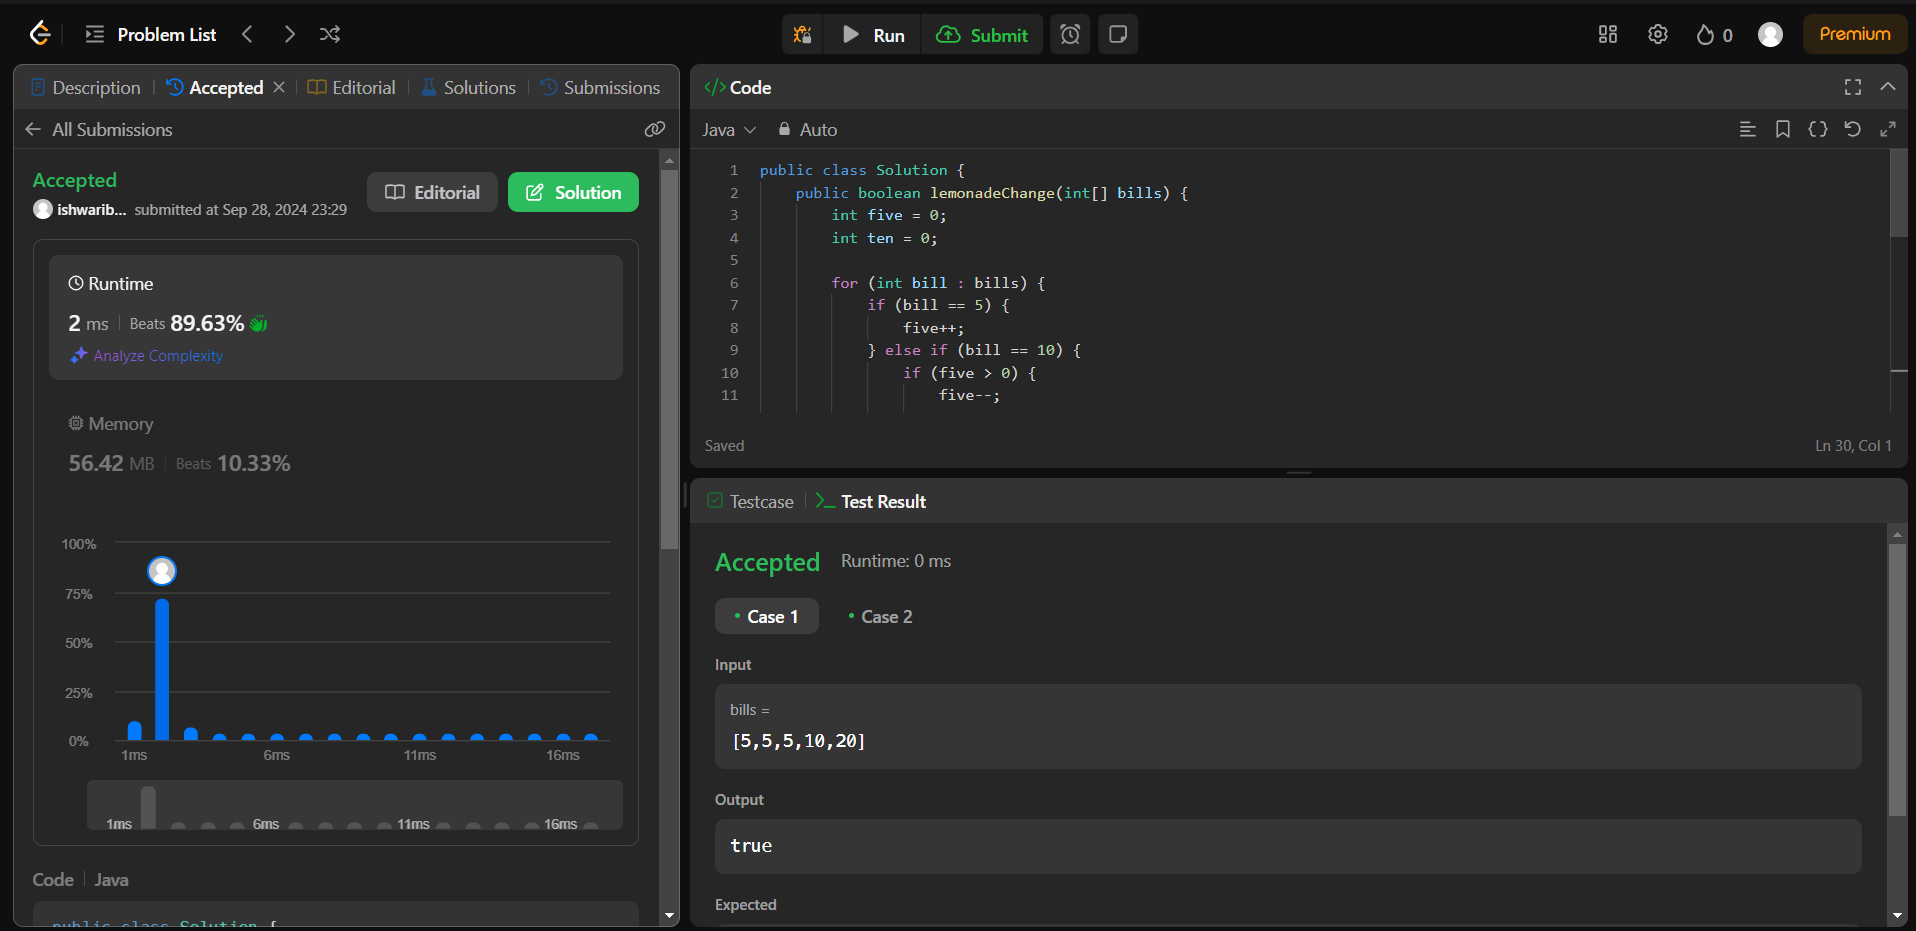 Problem List
Run
Submit
0
Premium
Description
Accepted
Editorial
Solutions
Submissions
All Submissions
Accepted
ishwarib... submitted at Sep 28, 2024 23:29
Editorial
Solution
Runtime
2 ms Beats 89.63%
Analyze Complexity
Memory
56.42 MB Beats 10.33%
100%
75%
50%
25%
0%
1ms 6ms 11ms 16ms
1ms 6ms 11ms 16ms
Code Java
public class Solution {
</> Code
Java Auto
1 public class Solution {
2 public boolean lemonadeChange(int[] bills) {
3 int five = 0;
4 int ten = 0;
5
6 for (int bill : bills) {
7 if (bill == 5) {
8 five++;
9 } else if (bill == 10) {
10 if (five > 0) {
11 five--;
Saved
Ln 30, Col 1
Testcase
Test Result
Accepted Runtime: 0 ms
• Case 1 • Case 2
Input
bills =
[5,5,5,10,20]
Output
true
Expected